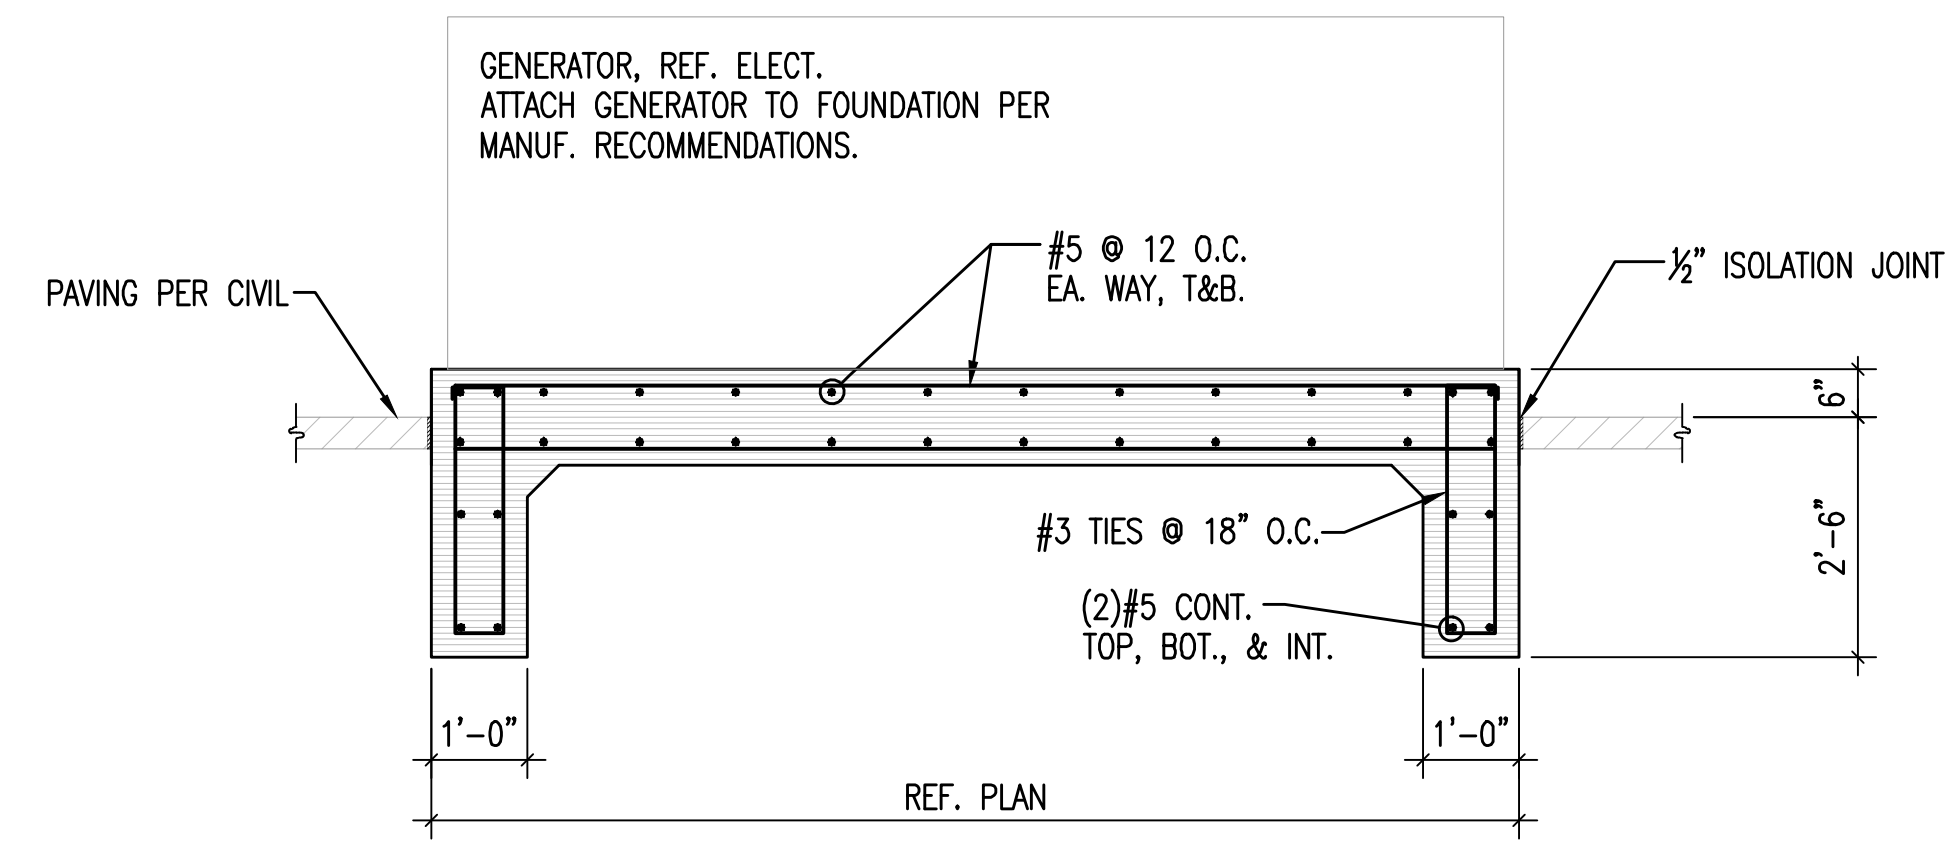 GENERATOR, REF. ELECT.
ATTACH GENERATOR TO FOUNDATION PER
MANUF. RECOMMENDATIONS.
#5 @ 12 O.C.
EA. WAY, T&B.
½" ISOLATION JOINT
PAVING PER CIVIL
6"
2'-6"
#3 TIES @ 18" O.C.
(2)#5 CONT.
TOP, BOT., & INT.
1'-0"
1'-0"
REF. PLAN